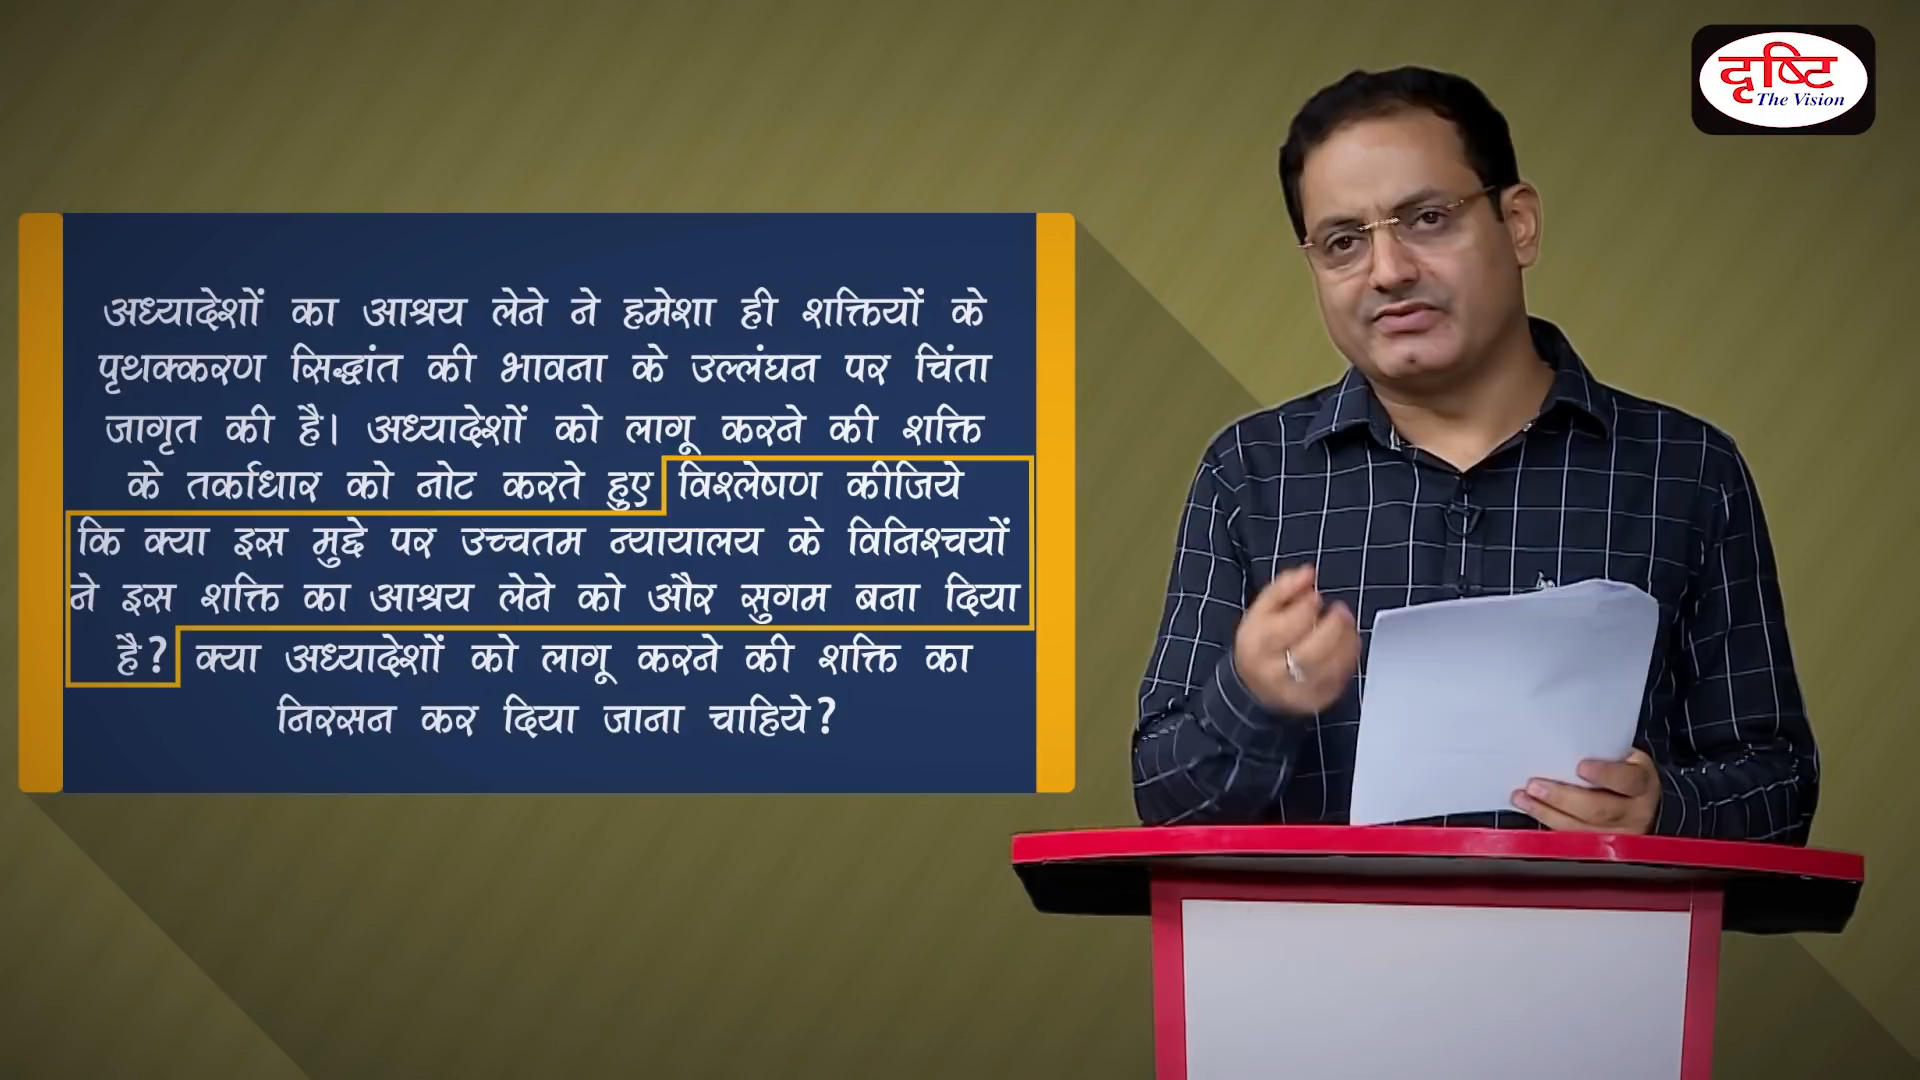 दृष्टि
The Vision
अध्यादेशों का आश्रय लेने ने हमेशा ही शक्तियों के
पृथक्करण सिद्धांत की भावना के उल्लंघन पर चिंता
जागृत की है। अध्यादेशों को लागू करने की शक्ति
के तर्काधार को नोट करते हुए विश्लेषण कीजिये
कि क्या इस मुद्दे पर उच्चतम न्यायालय के विनिश्चयों
ने इस शक्ति का आश्रय लेने को और सुगम बना दिया
है? क्या अध्यादेशों को लागू करने की शक्ति का
निरसन कर दिया जाना चाहिये?